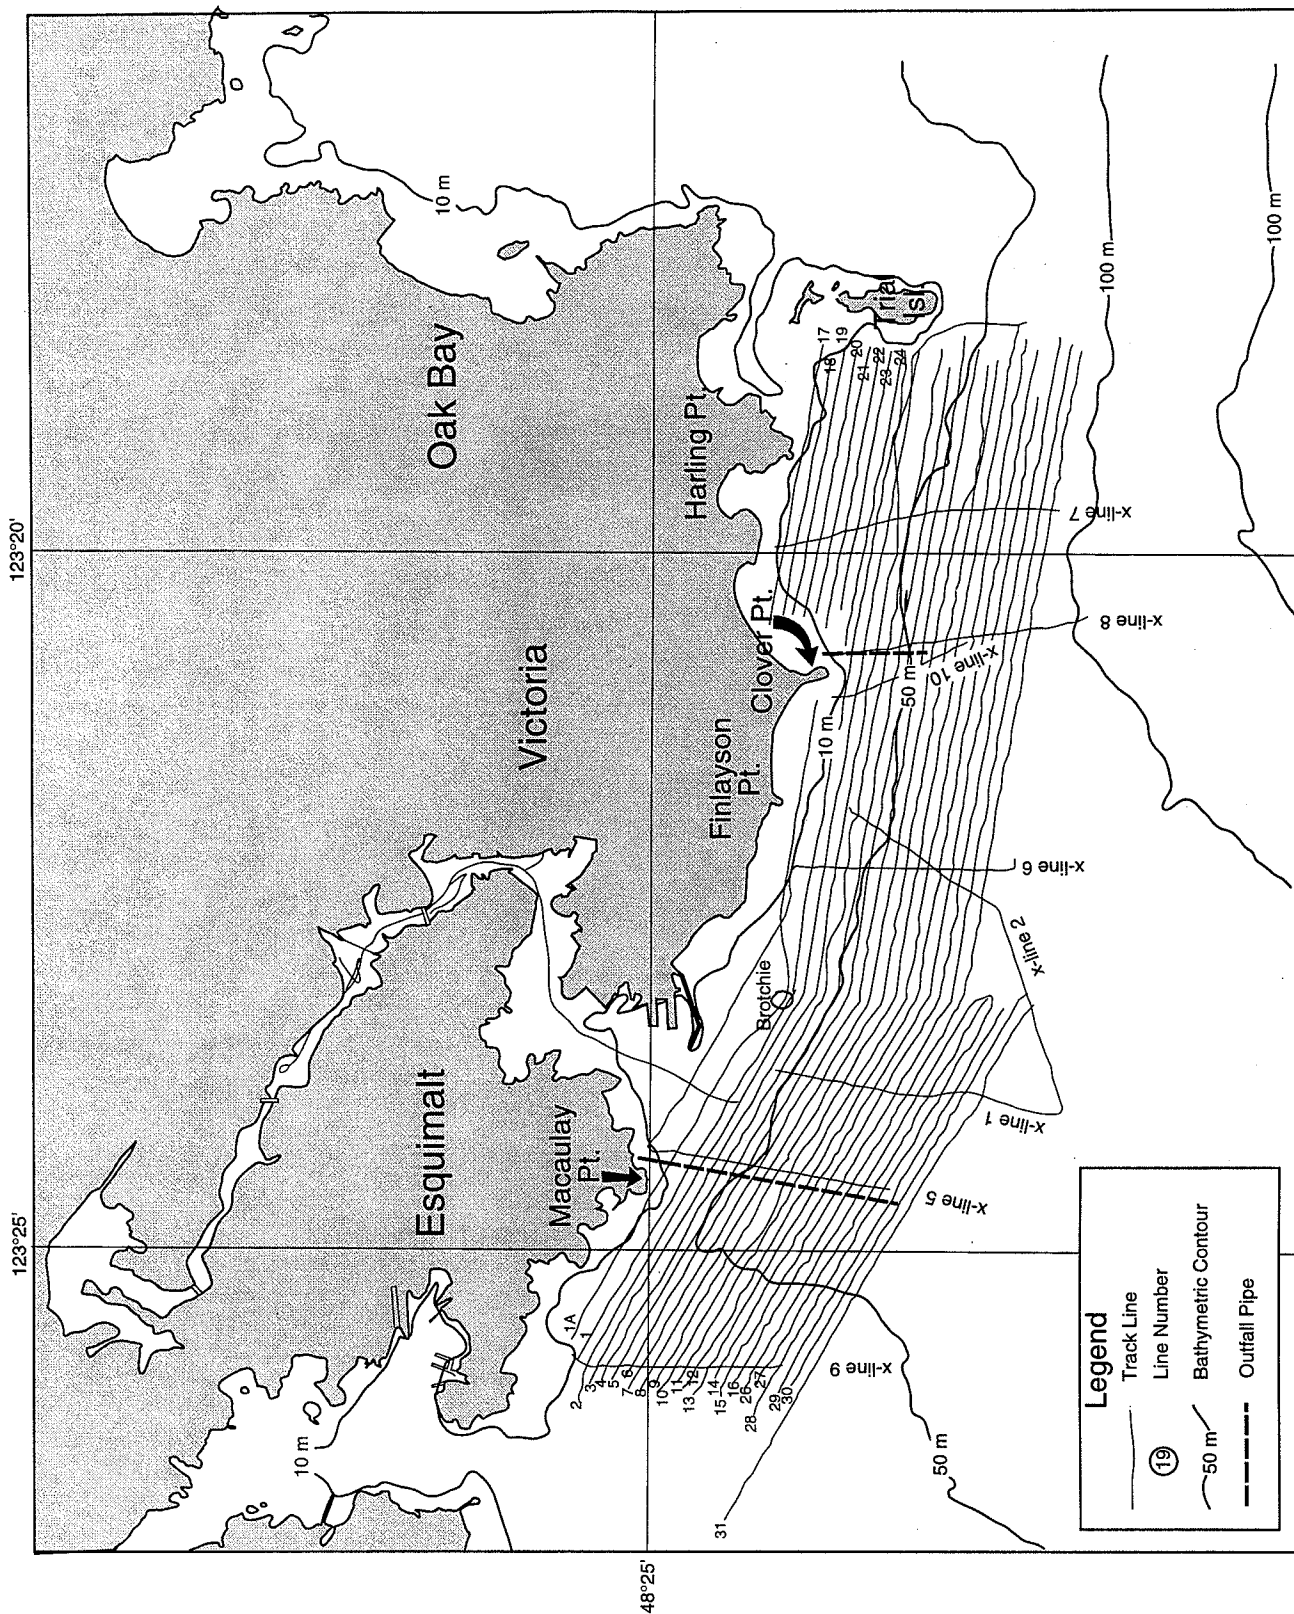 123°25'
123°20'
48°25'
Esquimalt
Victoria
Oak Bay
10 m
10 m
Macaulay
Pt.
Finlayson
Pt.
Clover Pt.
Harling Pt.
Brotchie
10 m
50 m
50 m
100 m
100 m
1A
1
2
3
4
5
6
7
8
9
10
11
12
13
14
15
16
26
27
28
29
30
31
17
18
19
20
21
22
23
24
x-line 9
x-line 5
x-line 1
x-line 2
x-line 6
x-line 10
x-line 8
x-line 7
Legend
Track Line
19 Line Number
50 m Bathymetric Contour
Outfall Pipe